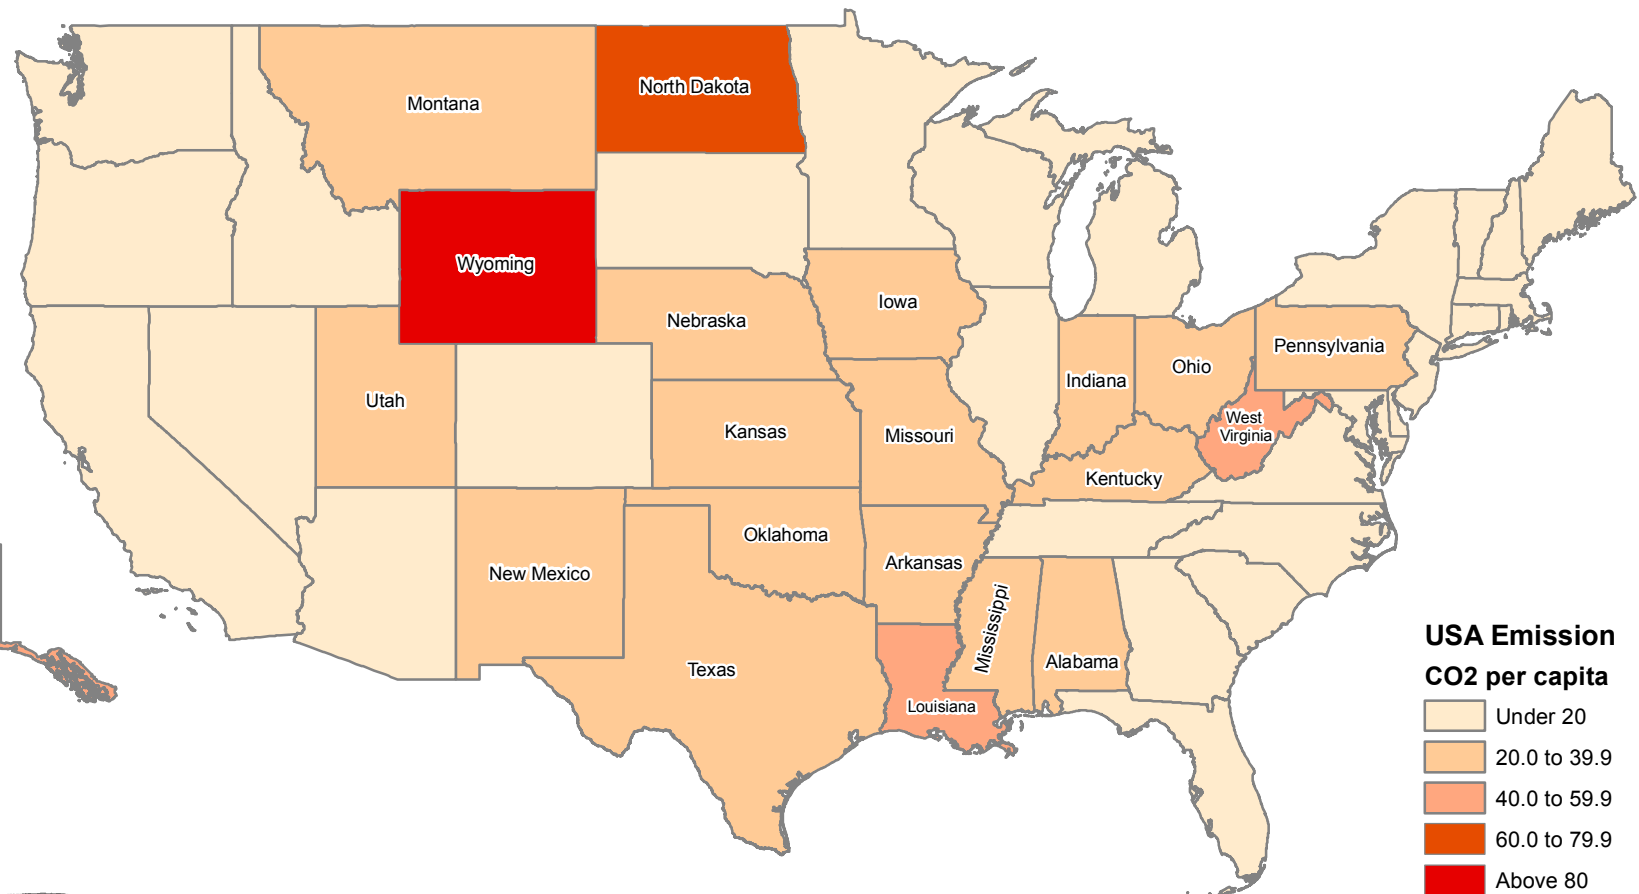 North Dakota
Montana
Wyoming
Iowa
Nebraska
Pennsylvania
Ohio
Indiana
Utah
West
Virginia
Kansas
Missouri
Kentucky
Oklahoma
Arkansas
New Mexico
Mississippi
Alabama
Texas
Louisiana
USA Emission
CO2 per capita
Under 20
20.0 to 39.9
40.0 to 59.9
60.0 to 79.9
Above 80